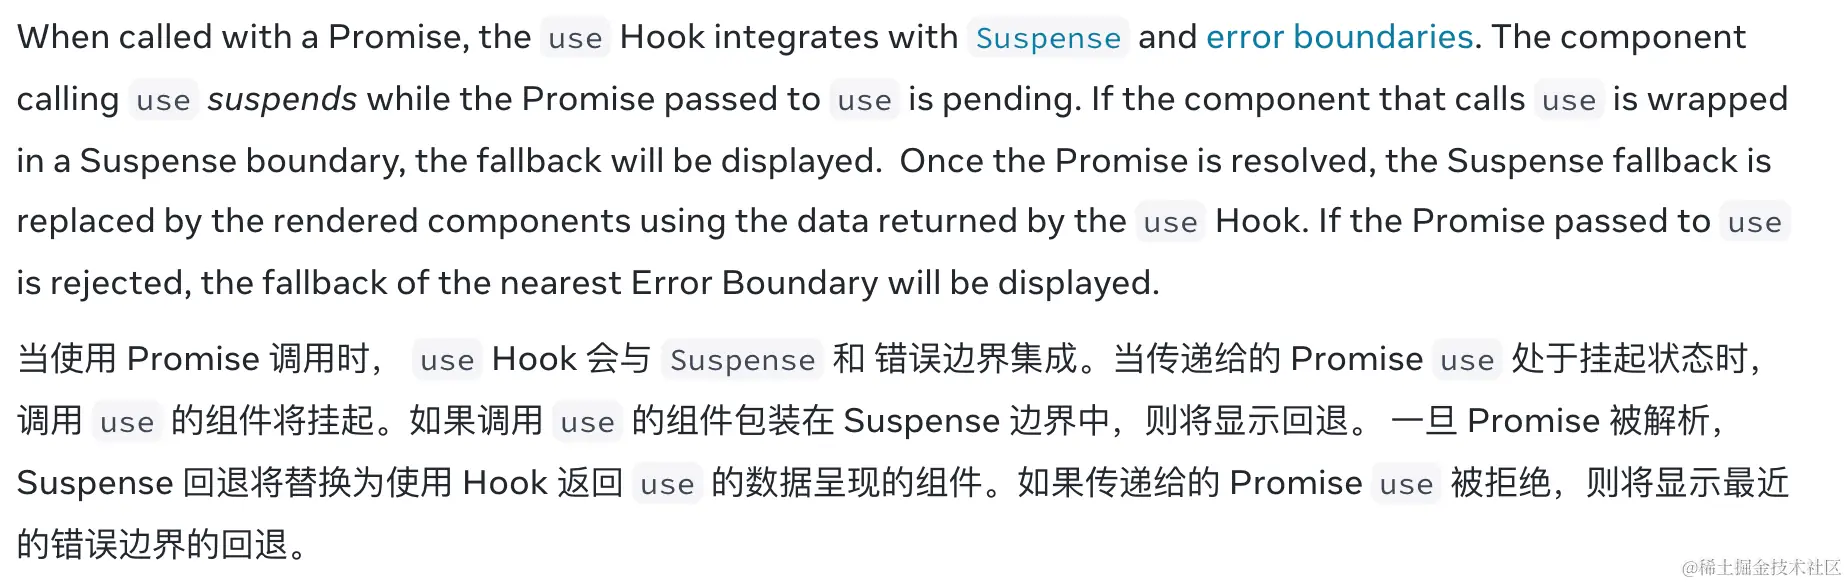 When called with a Promise, the use Hook integrates with Suspense and error boundaries. The component
calling use suspends while the Promise passed to use is pending. If the component that calls use is wrapped
in a Suspense boundary, the fallback will be displayed.  Once the Promise is resolved, the Suspense fallback is
replaced by the rendered components using the data returned by the use Hook. If the Promise passed to use
is rejected, the fallback of the nearest Error Boundary will be displayed.
当使用 Promise 调用时， use Hook 会与 Suspense 和 错误边界集成。当传递给的 Promise use 处于挂起状态时，
调用 use 的组件将挂起。如果调用 use 的组件包装在 Suspense 边界中，则将显示回退。 一旦 Promise 被解析，
Suspense 回退将替换为使用 Hook 返回 use 的数据呈现的组件。如果传递给的 Promise use 被拒绝，则将显示最近
的错误边界的回退。
@稀土掘金技术社区